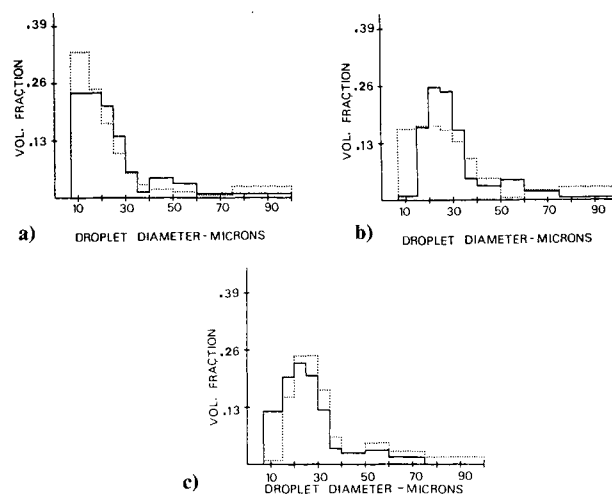 .39
.26
.13
VOL. FRACTION
10 30 50 70 90
a) DROPLET DIAMETER-MICRONS
.39
.26
.13
VOL. FRACTION
10 30 50 70 90
b) DROPLET DIAMETER-MICRONS
.39
.26
.13
VOL. FRACTION
10 30 50 70 90
c) DROPLET DIAMETER-MICRONS